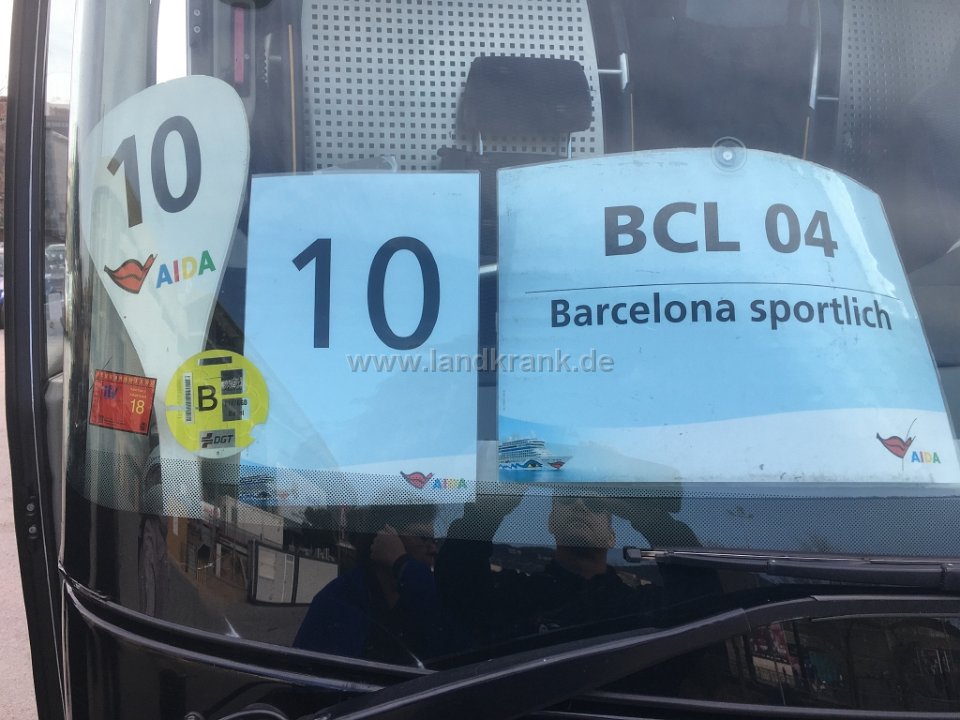 10
AIDA
10
AIDA
BCL 04
Barcelona sportlich
AIDA
www.landkrank.de
18
B
DGT